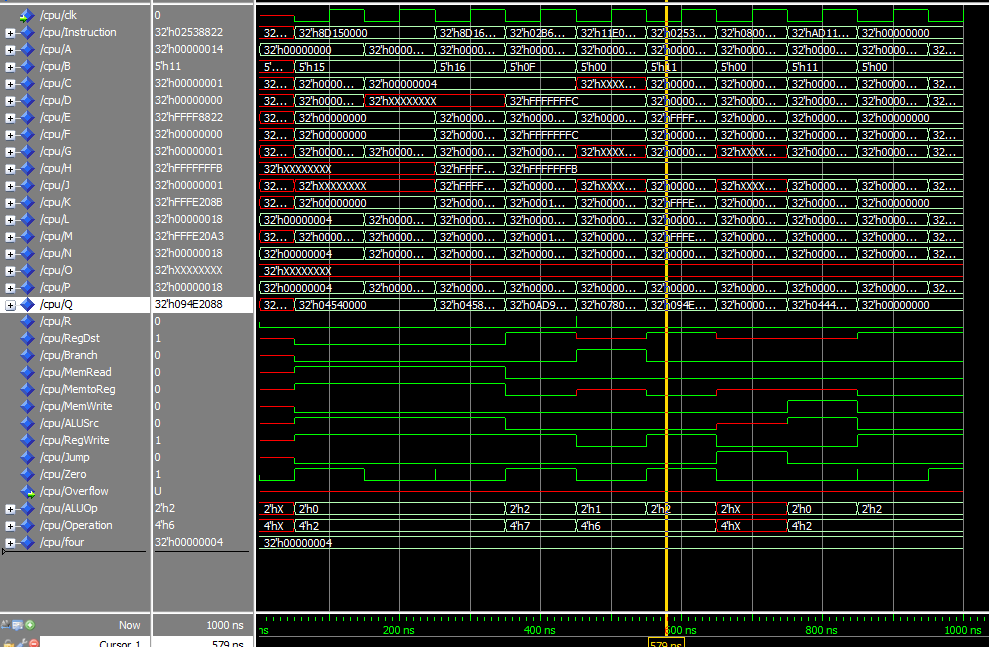 /cpu/clk 0
/cpu/Instruction 32'h02538822 32... 32'h8D150000 32'h8D16... 32'h02B6... 32'h11E0... 32'h0253... 32'h0800... 32'hAD11... 32'h00000000
/cpu/A 32'h00000014 32'h00000000 32'h0000... 32'h0000... 32'h0000... 32'h0000... 32'h0000... 32'h0000... 32'h0000... 32'h0000... 32...
/cpu/B 5'h11 5'... 5'h15 5'h16 5'h0F 5'h00 5'h11 5'h00 5'h11 5'h00
/cpu/C 32'h00000001 32... 32'h0000... 32'h00000004 32'hXXXX... 32'h0000... 32'h0000... 32'h0000... 32'h0000... 32...
/cpu/D 32'h00000000 32... 32'h0000... 32'hXXXXXXXX 32'hFFFFFFFC 32'h0000... 32'h0000... 32'h0000... 32'h0000... 32...
/cpu/E 32'hFFFF8822 32... 32'h00000000 32'h0000... 32'h0000... 32'h0000... 32'hFFFF... 32'h0000... 32'h0000... 32'h00000000
/cpu/F 32'h00000000 32... 32'h00000000 32'h0000... 32'hFFFFFFFC 32'h0000... 32'h0000... 32'h0000... 32'h0000... 32...
/cpu/G 32'h00000001 32... 32'h0000... 32'h0000... 32'h0000... 32'h0000... 32'hXXXX... 32'h0000... 32'hXXXX... 32'h0000... 32'h0000... 32...
/cpu/H 32'hFFFFFFFB 32'hXXXXXXXX 32'hFFFF... 32'hFFFFFFFB
/cpu/J 32'h00000001 32... 32'hXXXXXXXX 32'hFFFF... 32'h0000... 32'hXXXX... 32'h0000... 32'hXXXX... 32'h0000... 32'h0000... 32...
/cpu/K 32'hFFFE208B 32... 32'h00000000 32'h0000... 32'h0001... 32'h0000... 32'hFFFE... 32'h0000... 32'h0000... 32'h00000000
/cpu/L 32'h00000018 32'h00000004 32'h0000... 32'h0000... 32'h0000... 32'h0000... 32'h0000... 32'h0000... 32'h0000... 32'h0000... 32...
/cpu/M 32'hFFFE20A3 32... 32'h0000... 32'h0000... 32'h0000... 32'h0001... 32'h0000... 32'hFFFE... 32'h0000... 32'h0000... 32'h0000... 32...
/cpu/N 32'h00000018 32'h00000004 32'h0000... 32'h0000... 32'h0000... 32'h0000... 32'h0000... 32'h0000... 32'h0000... 32'h0000... 32...
/cpu/O 32'hXXXXXXXX 32'hXXXXXXXX
/cpu/P 32'h00000018 32'h00000004 32'h0000... 32'h0000... 32'h0000... 32'h0000... 32'h0000... 32'h0000... 32'h0000... 32'h0000... 32...
/cpu/Q 32'h094E2088 32... 32'h04540000 32'h0458... 32'h0AD9... 32'h0780... 32'h094E... 32'h0000... 32'h0444... 32'h00000000
/cpu/R 0
/cpu/RegDst 1
/cpu/Branch 0
/cpu/MemRead 0
/cpu/MemtoReg 0
/cpu/MemWrite 0
/cpu/ALUSrc 0
/cpu/RegWrite 1
/cpu/Jump 0
/cpu/Zero 1
/cpu/Overflow U
/cpu/ALUOp 2'h2 2'hX 2'h0 2'h2 2'h1 2'h2 2'hX 2'h0 2'h2
/cpu/Operation 4'h6 4'hX 4'h2 4'h7 4'h6 4'hX 4'h2
/cpu/four 32'h00000004 32'h00000004
Now 1000 ns ns 200 ns 400 ns 600 ns 800 ns 1000 ns
Cursor 1 579 ns 579 ns